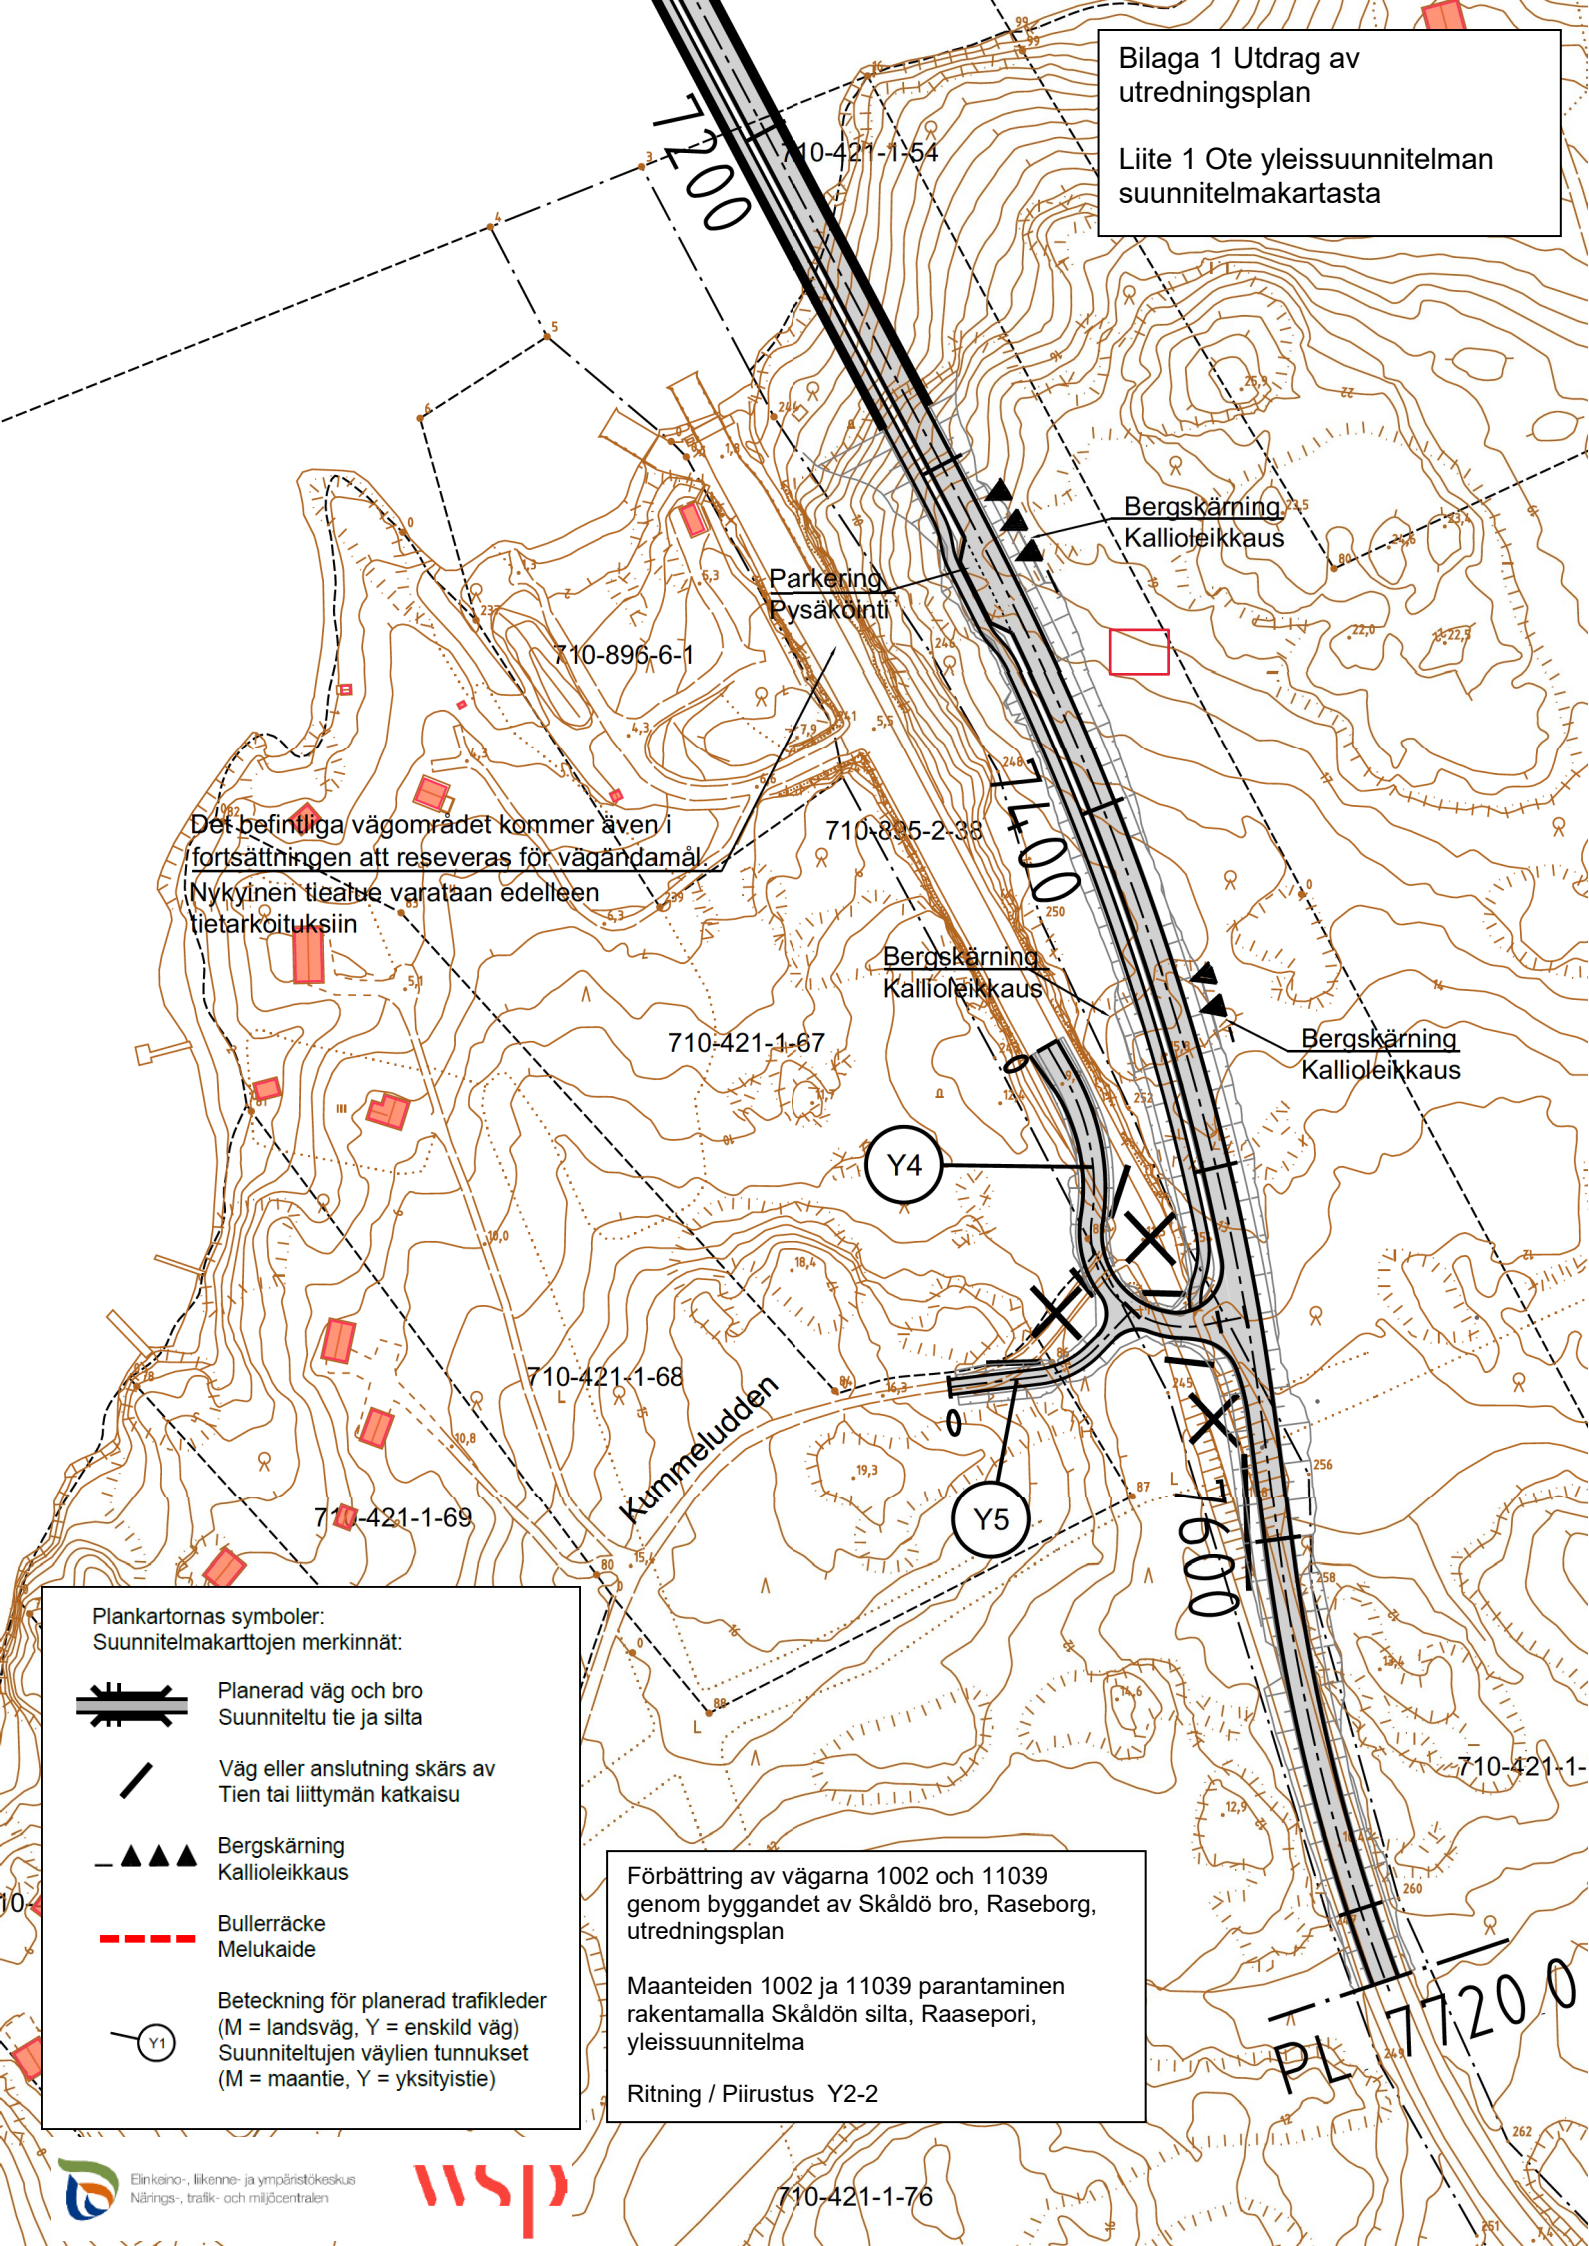 Bilaga 1 Utdrag av
utredningsplan
Liite 1 Ote yleissuunnitelman
suunnitelmakartasta
7200
710-421-1-54
Bergskärning
Kallioleikkaus
Parkering
Pysäköinti
710-896-6-1
7400
710-895-2-38
Det befintliga vägområdet kommer även i
fortsättningen att reseveras för vägändamål.
Nykyinen tiealue varataan edelleen
tietarkoituksiin
Bergskärning
Kallioleikkaus
710-421-1-67
Bergskärning
Kallioleikkaus
0
Y4
710-421-1-68
Kummeludden
0
Y5
710-421-1-69
7600
710-421-1-
PL 7720 0
710-421-1-76
Plankartornas symboler:
Suunnitelmakarttojen merkinnät:
Planerad väg och bro
Suunniteltu tie ja silta
Väg eller anslutning skärs av
Tien tai liittymän katkaisu
Bergskärning
Kallioleikkaus
Bullerräcke
Melukaide
Beteckning för planerad trafikleder
(M = landsväg, Y = enskild väg)
Suunniteltujen väylien tunnukset
(M = maantie, Y = yksityistie)
Y1
Förbättring av vägarna 1002 och 11039
genom byggandet av Skåldö bro, Raseborg,
utredningsplan
Maanteiden 1002 ja 11039 parantaminen
rakentamalla Skåldön silta, Raasepori,
yleissuunnitelma
Ritning / Piirustus Y2-2
Elinkeino-, liikenne- ja ympäristökeskus
Närings-, trafik- och miljöcentralen
wsp